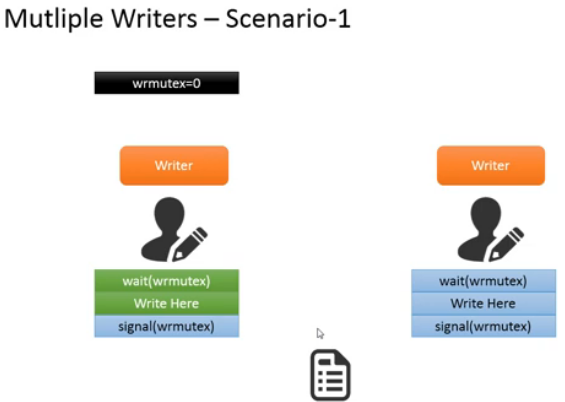 Mutliple Writers – Scenario-1
wrmutex=0
Writer
Writer
wait(wrmutex)
Write Here
signal(wrmutex)
wait(wrmutex)
Write Here
signal(wrmutex)